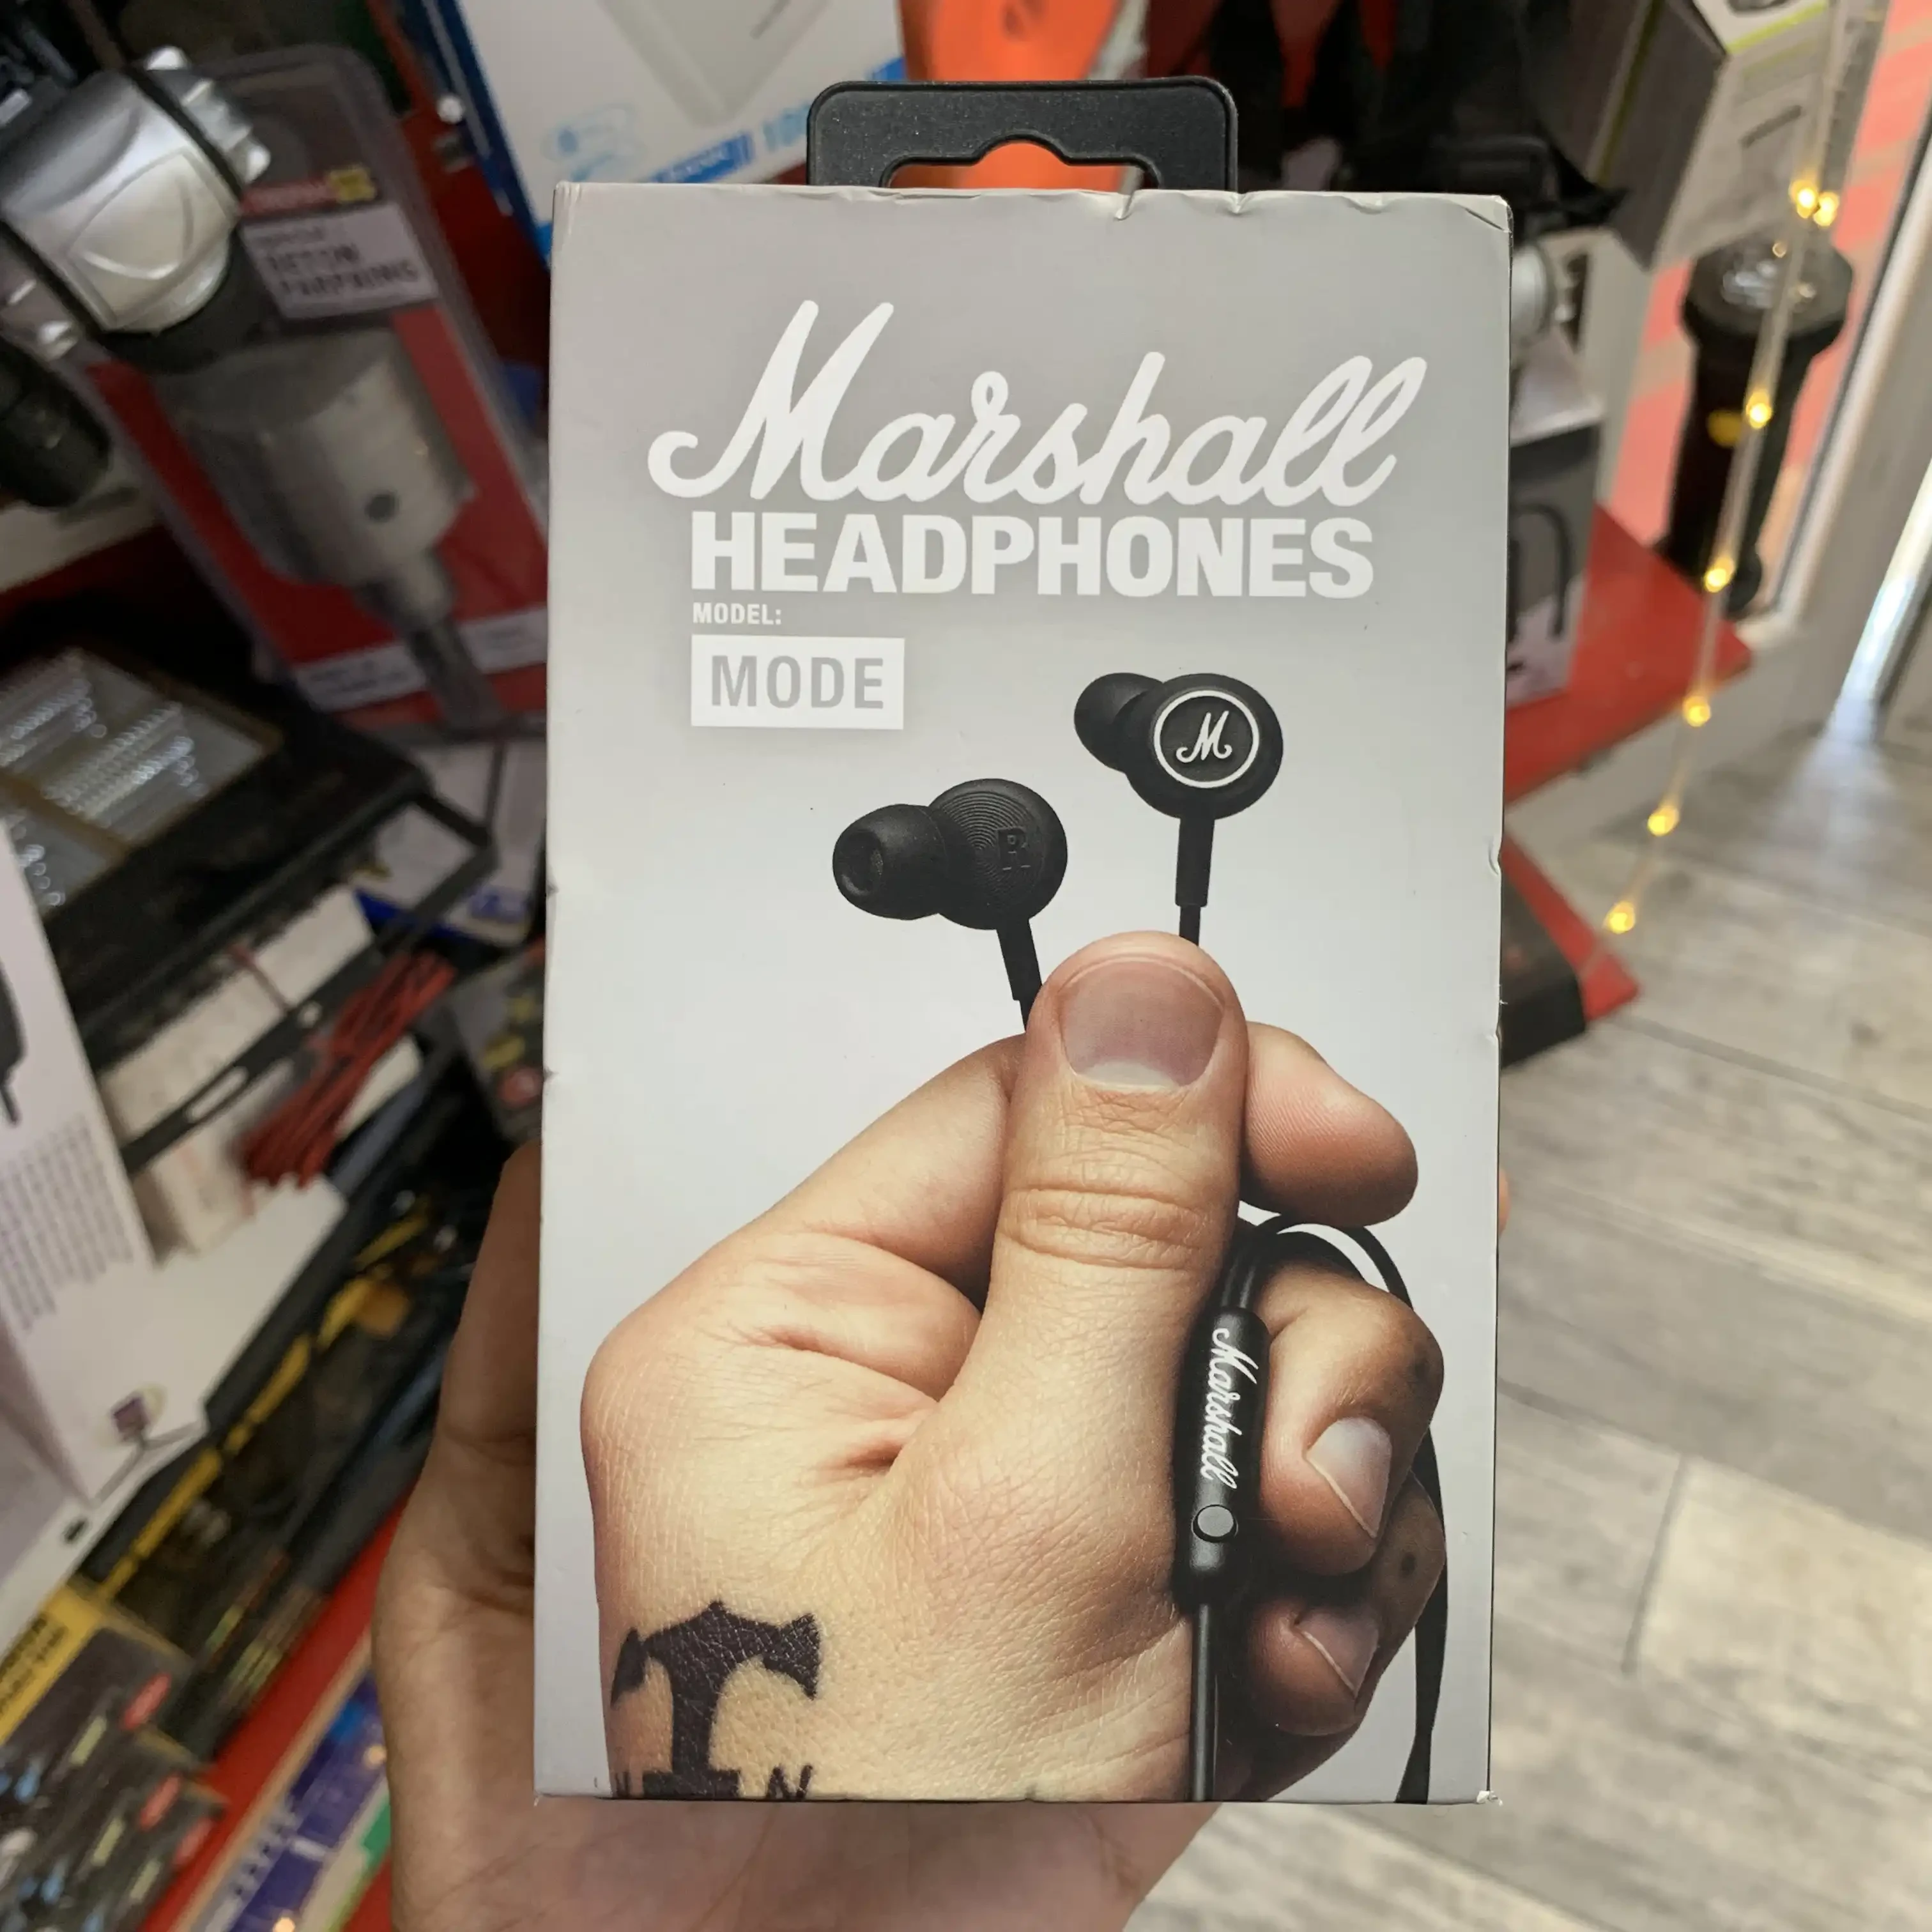 Marshall
HEADPHONES
MODEL:
MODE
M
R
Marshall
N